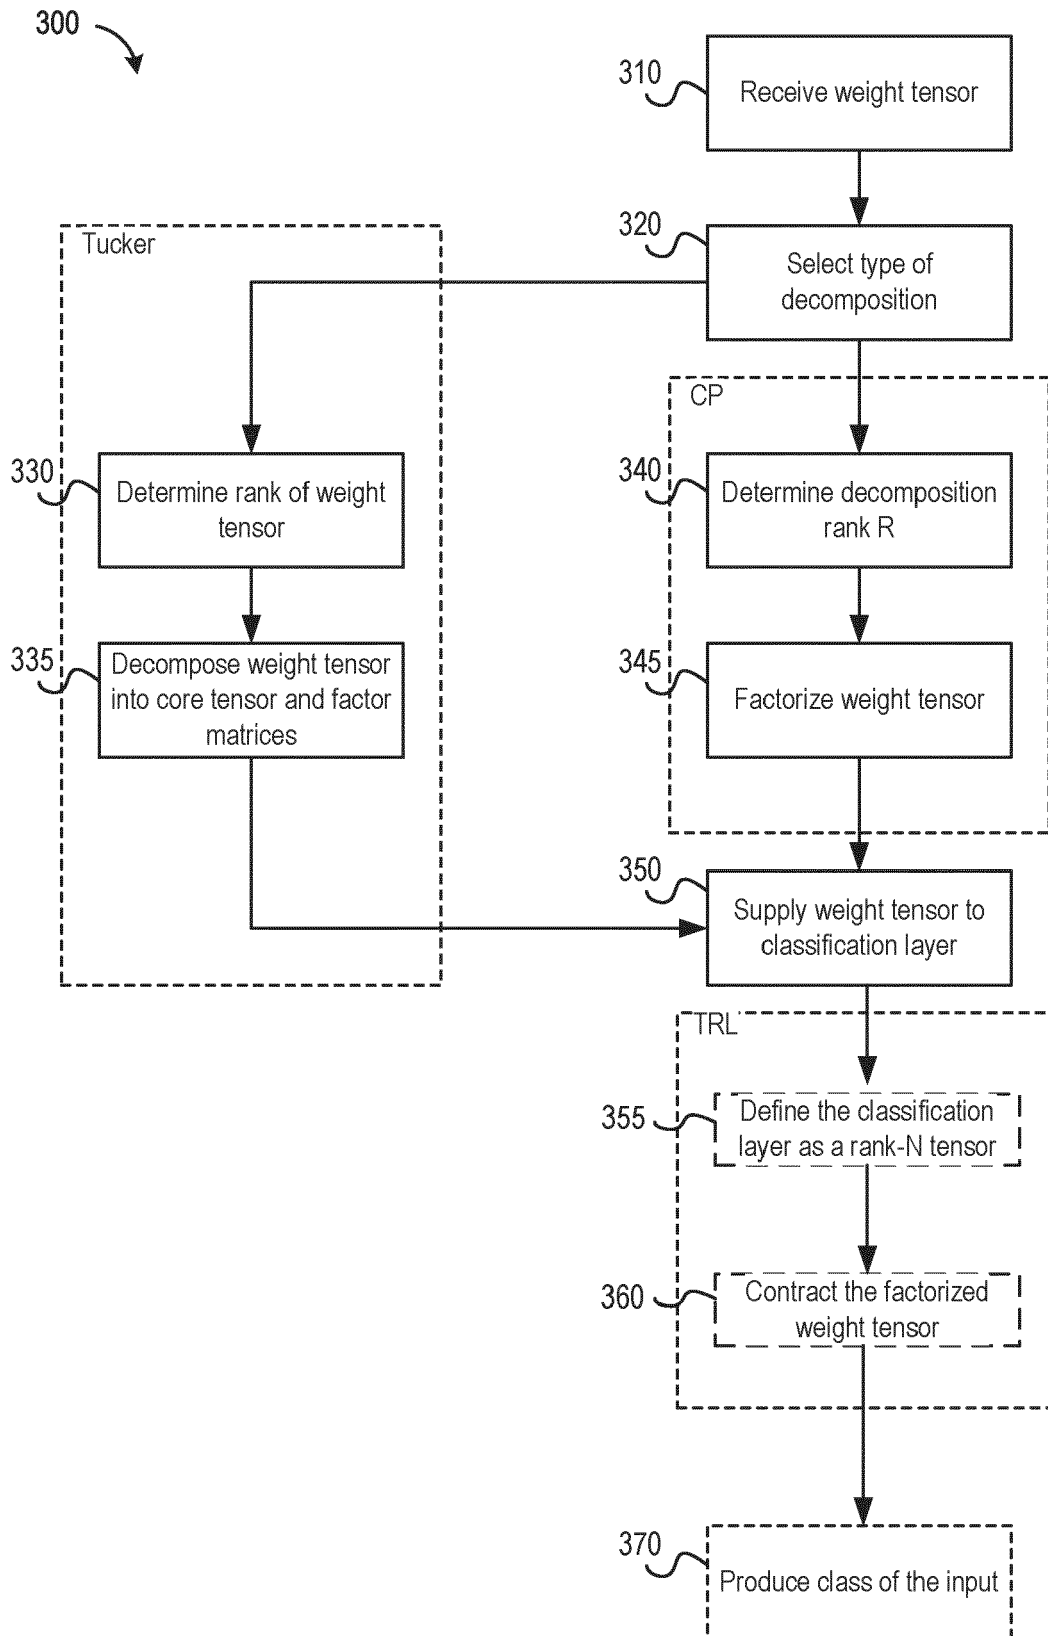 300
310
Receive weight tensor
320
Select type of
decomposition
Tucker
CP
330
Determine rank of weight
tensor
340
Determine decomposition
rank R
335
Decompose weight tensor
into core tensor and factor
matrices
345
Factorize weight tensor
350
Supply weight tensor to
classification layer
TRL
355
Define the classification
layer as a rank-N tensor
360
Contract the factorized
weight tensor
370
Produce class of the input